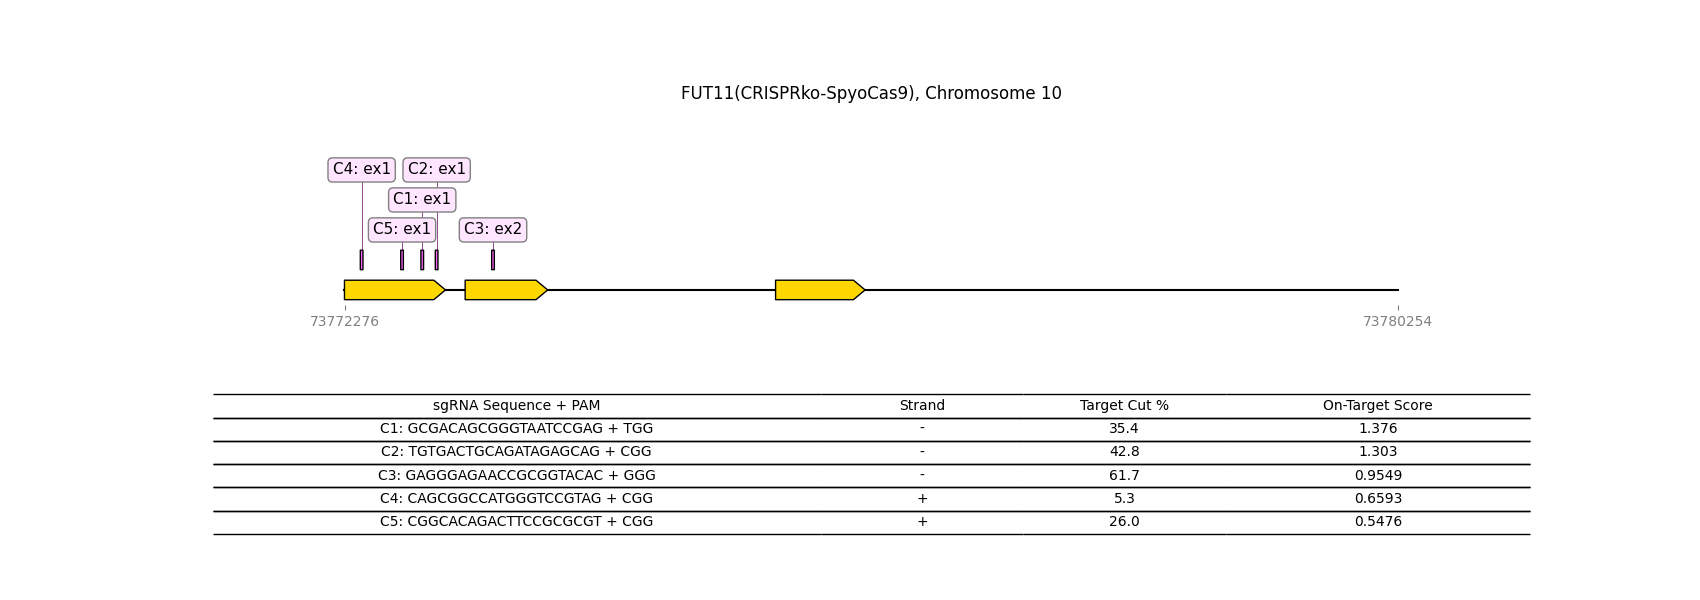 FUT11(CRISPRko-SpyoCas9), Chromosome 10
C4: ex1 C2: ex1
C1: ex1
C5: ex1 C3: ex2
73772276 73780254
sgRNA Sequence + PAM Strand Target Cut % On-Target Score
C1: GCGACAGCGGGTAATCCGAG + TGG - 35.4 1.376
C2: TGTGACTGCAGATAGAGCAG + CGG - 42.8 1.303
C3: GAGGGAGAACCGCGGTACAC + GGG - 61.7 0.9549
C4: CAGCGGCCATGGGTCCGTAG + CGG + 5.3 0.6593
C5: CGGCACAGACTTCCGCGCGT + CGG + 26.0 0.5476